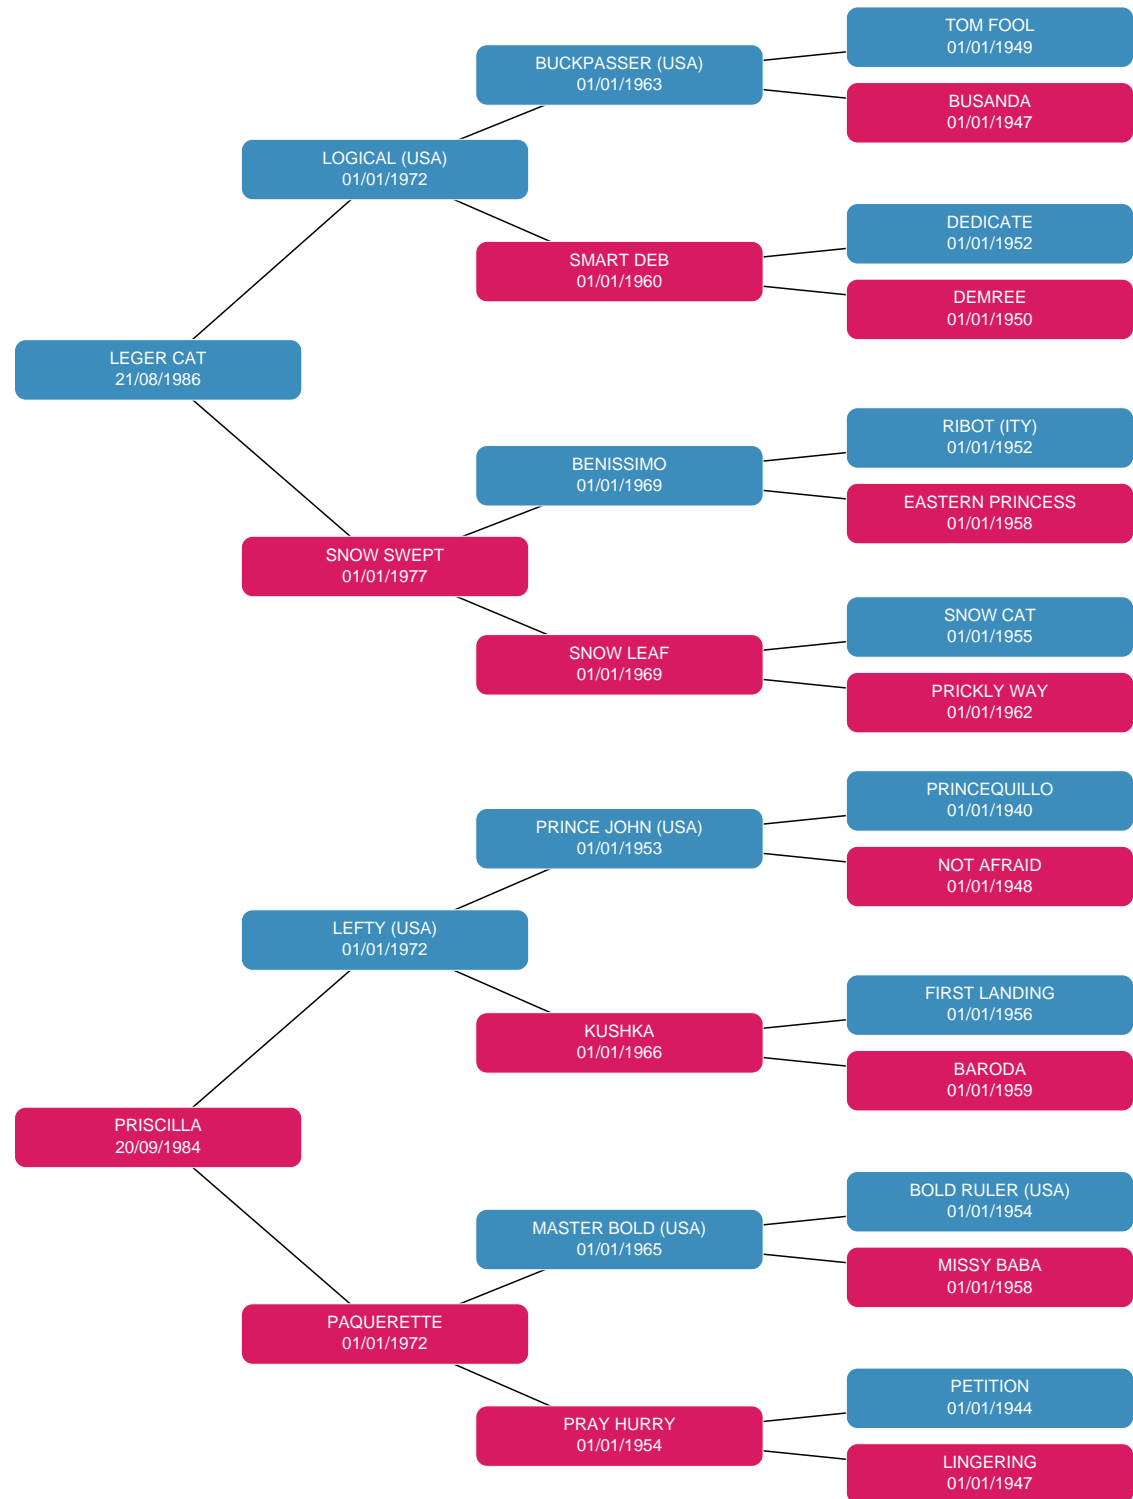 TOM FOOL
01/01/1949
BUCKPASSER (USA)
01/01/1963
BUSANDA
01/01/1947
LOGICAL (USA)
01/01/1972
DEDICATE
01/01/1952
SMART DEB
01/01/1960
DEMREE
01/01/1950
LEGER CAT
21/08/1986
RIBOT (ITY)
01/01/1952
BENISSIMO
01/01/1969
EASTERN PRINCESS
01/01/1958
SNOW SWEPT
01/01/1977
SNOW CAT
01/01/1955
SNOW LEAF
01/01/1969
PRICKLY WAY
01/01/1962
PRINCEQUILLO
01/01/1940
PRINCE JOHN (USA)
01/01/1953
NOT AFRAID
01/01/1948
LEFTY (USA)
01/01/1972
FIRST LANDING
01/01/1956
KUSHKA
01/01/1966
BARODA
01/01/1959
PRISCILLA
20/09/1984
BOLD RULER (USA)
01/01/1954
MASTER BOLD (USA)
01/01/1965
MISSY BABA
01/01/1958
PAQUERETTE
01/01/1972
PETITION
01/01/1944
PRAY HURRY
01/01/1954
LINGERING
01/01/1947